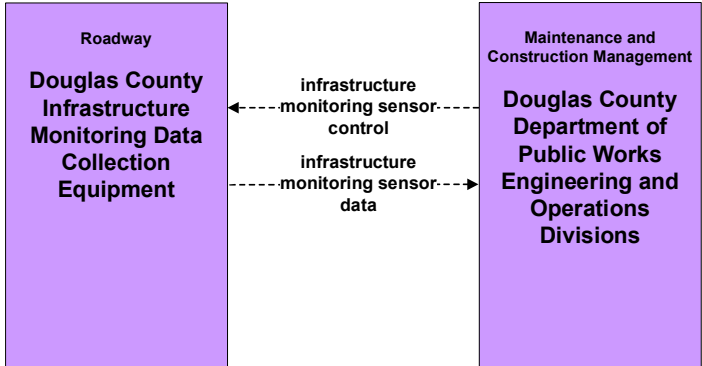 Roadway
Douglas County
Infrastructure
Monitoring Data
Collection
Equipment
infrastructure
monitoring sensor
control
infrastructure
monitoring sensor
data
Maintenance and
Construction Management
Douglas County
Department of
Public Works
Engineering and
Operations
Divisions